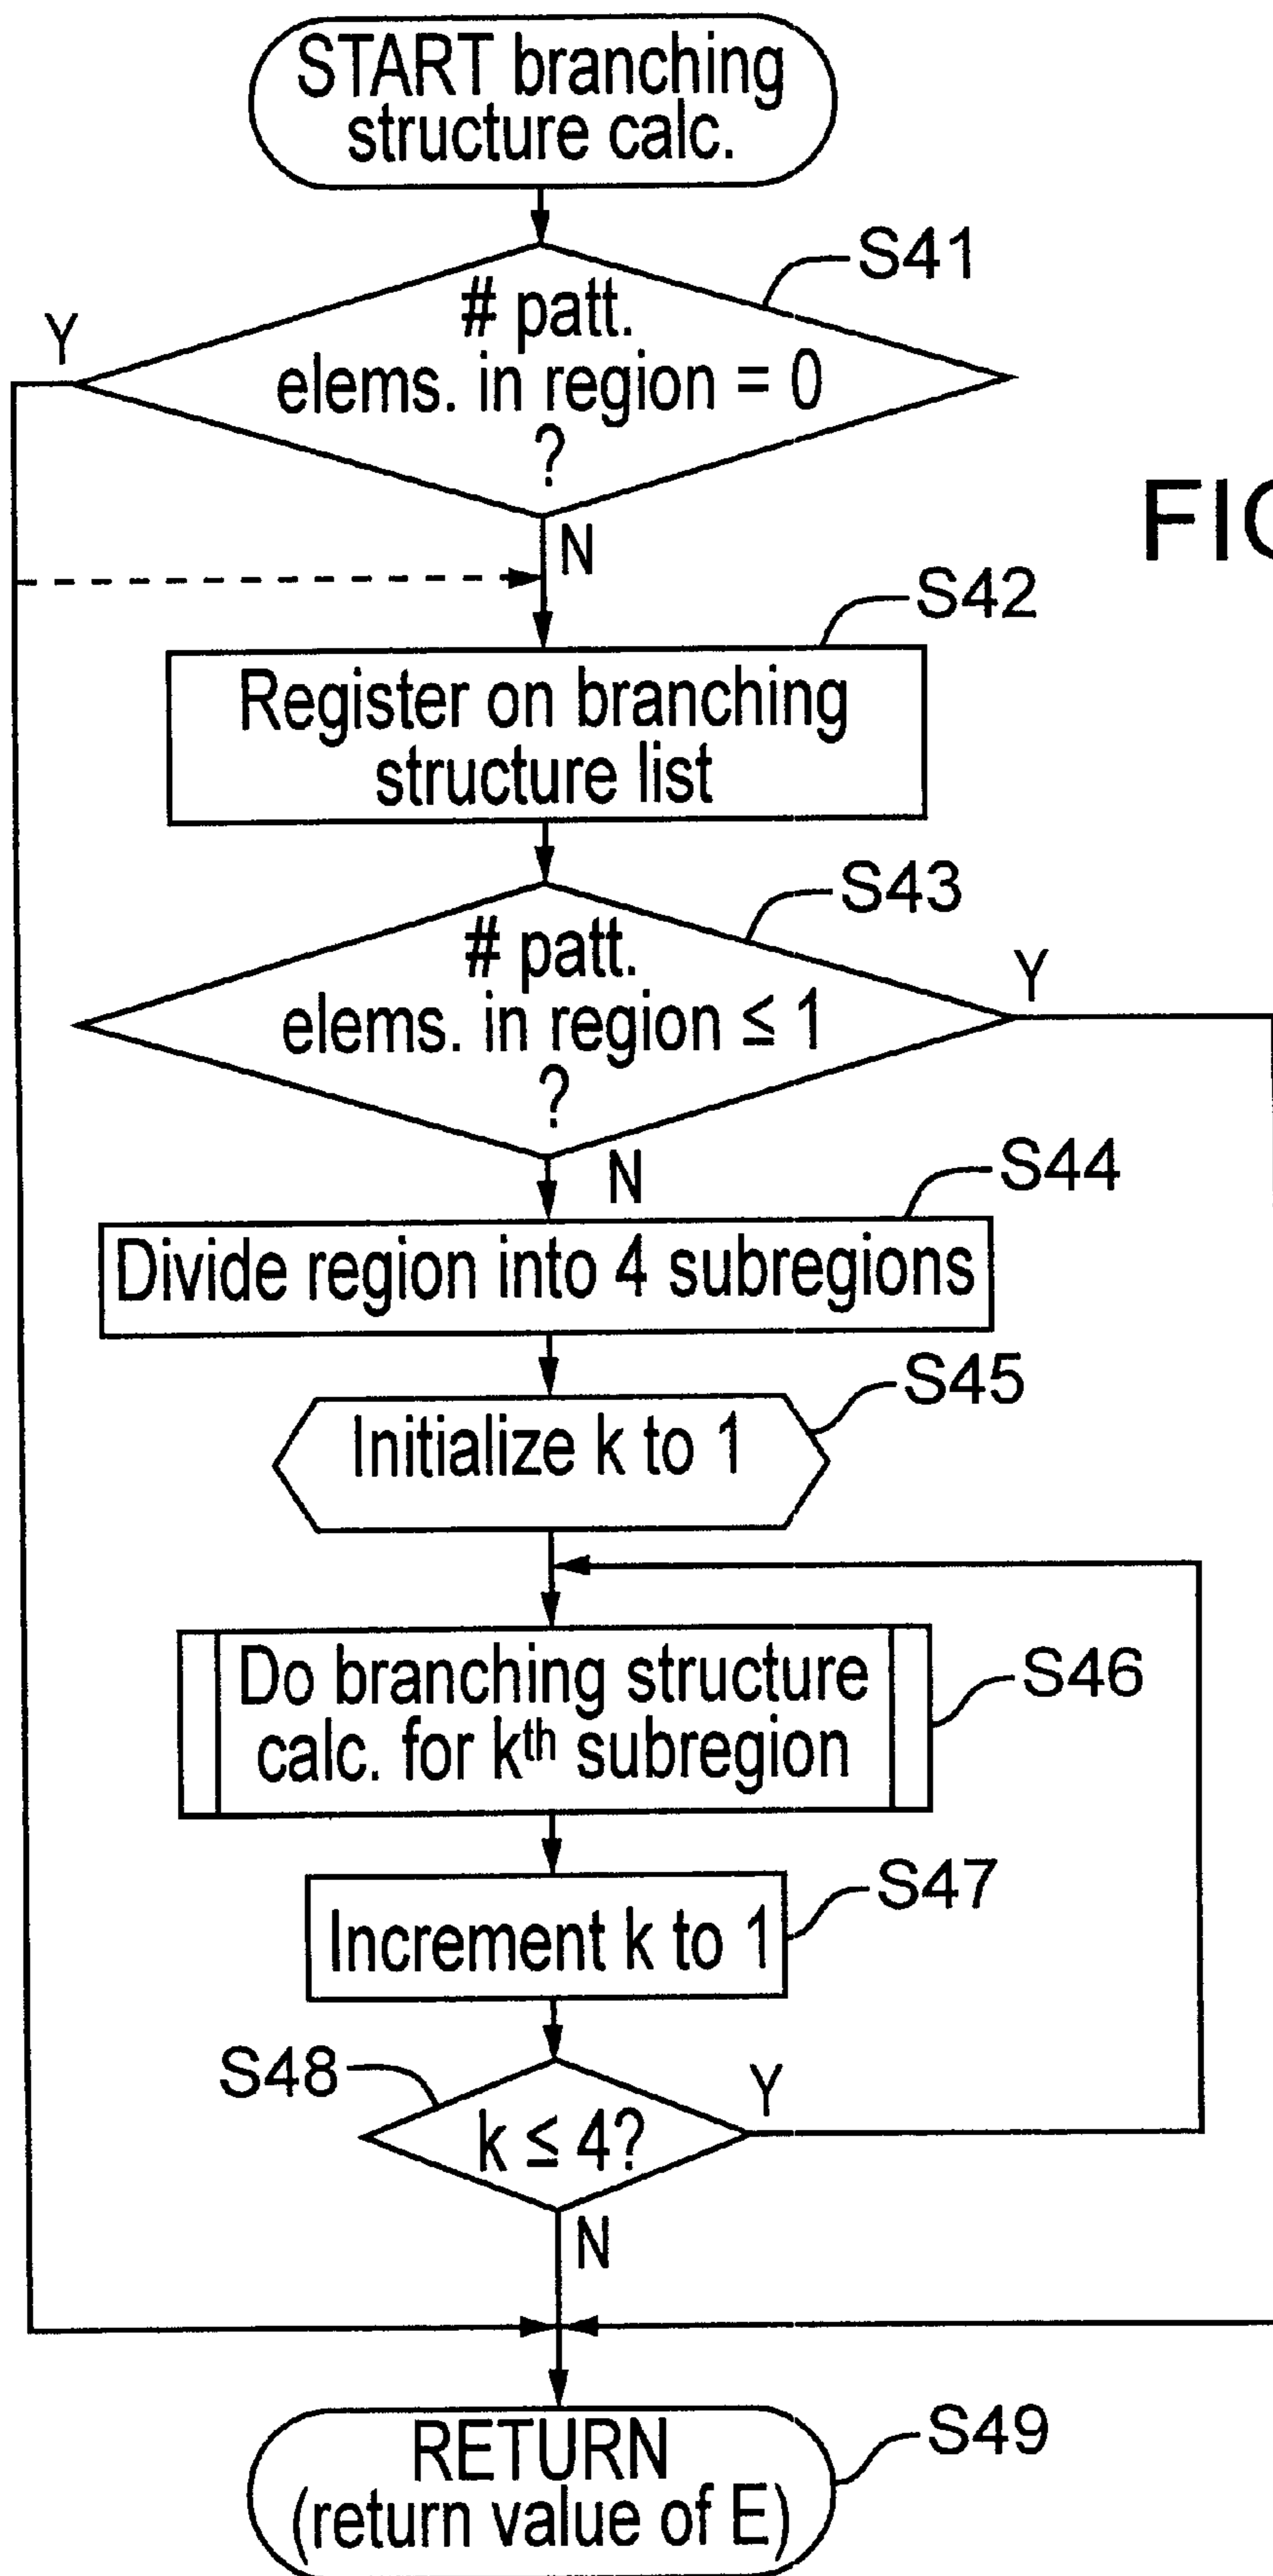 START branching
structure calc.
S41
# patt.
elems. in region = 0
?
Y
N
FIG
S42
Register on branching
structure list
S43
# patt.
elems. in region ≤ 1
?
Y
N
S44
Divide region into 4 subregions
S45
Initialize k to 1
Do branching structure
calc. for kth subregion
S46
Increment k to 1
S47
S48
k ≤ 4?
Y
N
RETURN
(return value of E)
S49